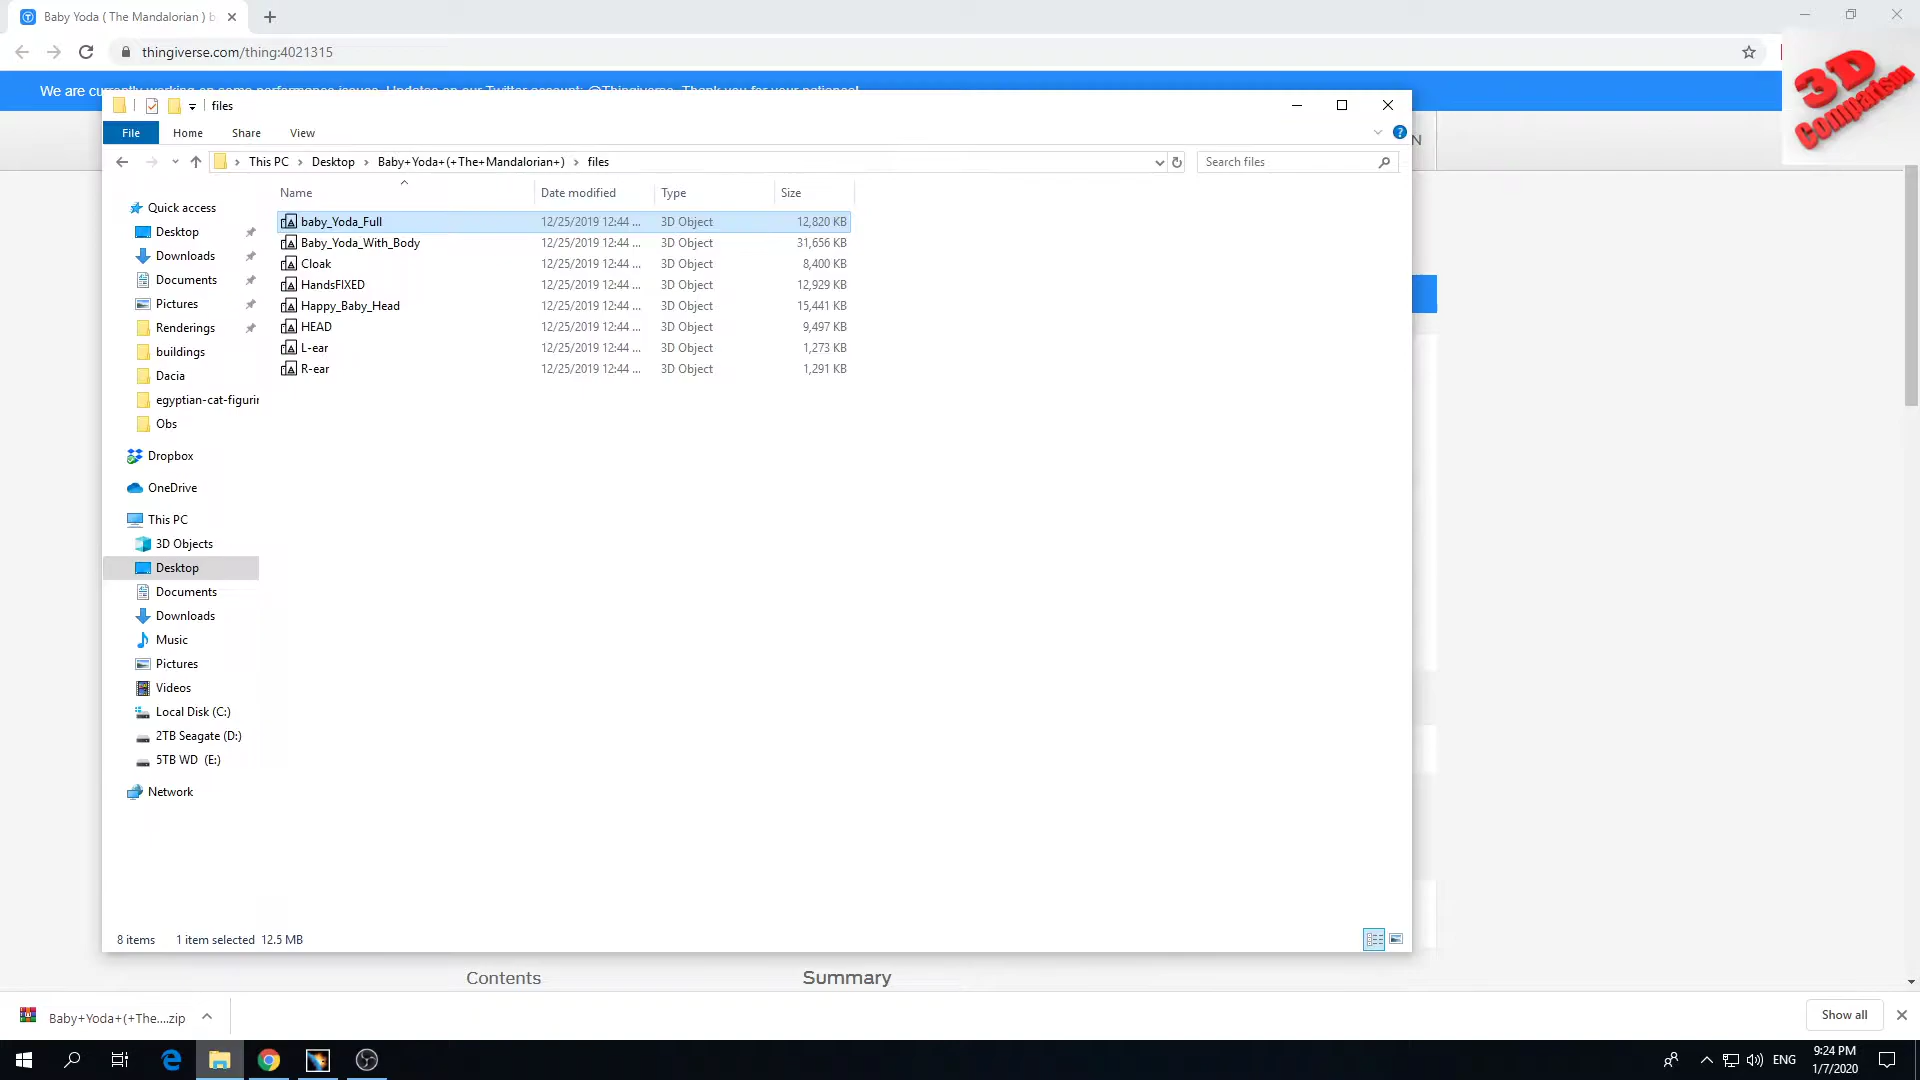 Baby Yoda ( The Mandalorian ) b
thingiverse.com/thing:4021315
3D
Comparison
We are currently working on some performance issues. Updates on our Twitter account: @Thingiverse. Thank you for your patience!
files
File Home Share View
N
This PC Desktop Baby+Yoda+(+The+Mandalorian+) files
Search files
Name Date modified Type Size
baby_Yoda_Full 12/25/2019 12:44 ... 3D Object 12,820 KB
Baby_Yoda_With_Body 12/25/2019 12:44 ... 3D Object 31,656 KB
Cloak 12/25/2019 12:44 ... 3D Object 8,400 KB
HandsFIXED 12/25/2019 12:44 ... 3D Object 12,929 KB
Happy_Baby_Head 12/25/2019 12:44 ... 3D Object 15,441 KB
HEAD 12/25/2019 12:44 ... 3D Object 9,497 KB
L-ear 12/25/2019 12:44 ... 3D Object 1,273 KB
R-ear 12/25/2019 12:44 ... 3D Object 1,291 KB
Quick access
Desktop
Downloads
Documents
Pictures
Renderings
buildings
Dacia
egyptian-cat-figurin
Obs
Dropbox
OneDrive
This PC
3D Objects
Desktop
Documents
Downloads
Music
Pictures
Videos
Local Disk (C:)
2TB Seagate (D:)
5TB WD (E:)
Network
8 items 1 item selected 12.5 MB
Contents Summary
Baby+Yoda+(+The....zip
Show all
ENG
9:24 PM
1/7/2020